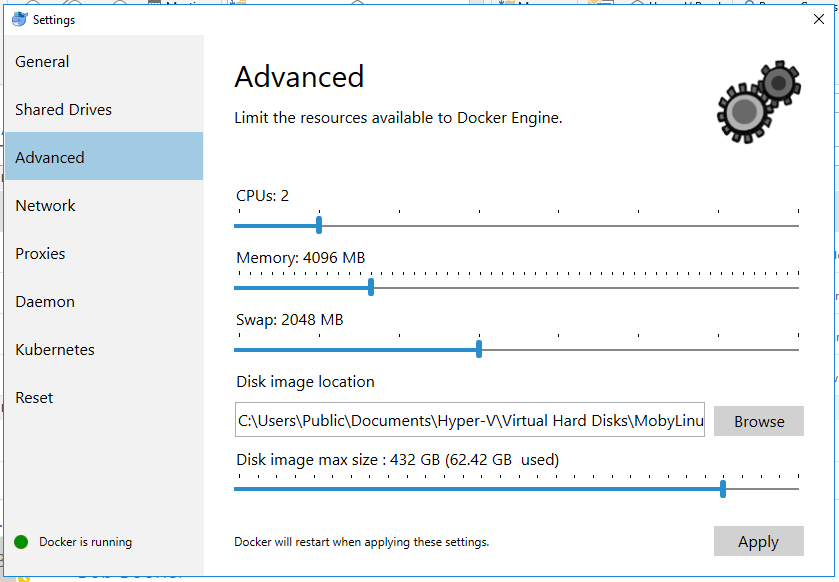 Settings
General
Shared Drives
Advanced
Network
Proxies
Daemon
Kubernetes
Reset
Docker is running
Advanced
Limit the resources available to Docker Engine.
CPUs: 2
Memory: 4096 MB
Swap: 2048 MB
Disk image location
C:\Users\Public\Documents\Hyper-V\Virtual Hard Disks\MobyLinu
Browse
Disk image max size : 432 GB (62.42 GB  used)
Docker will restart when applying these settings.
Apply